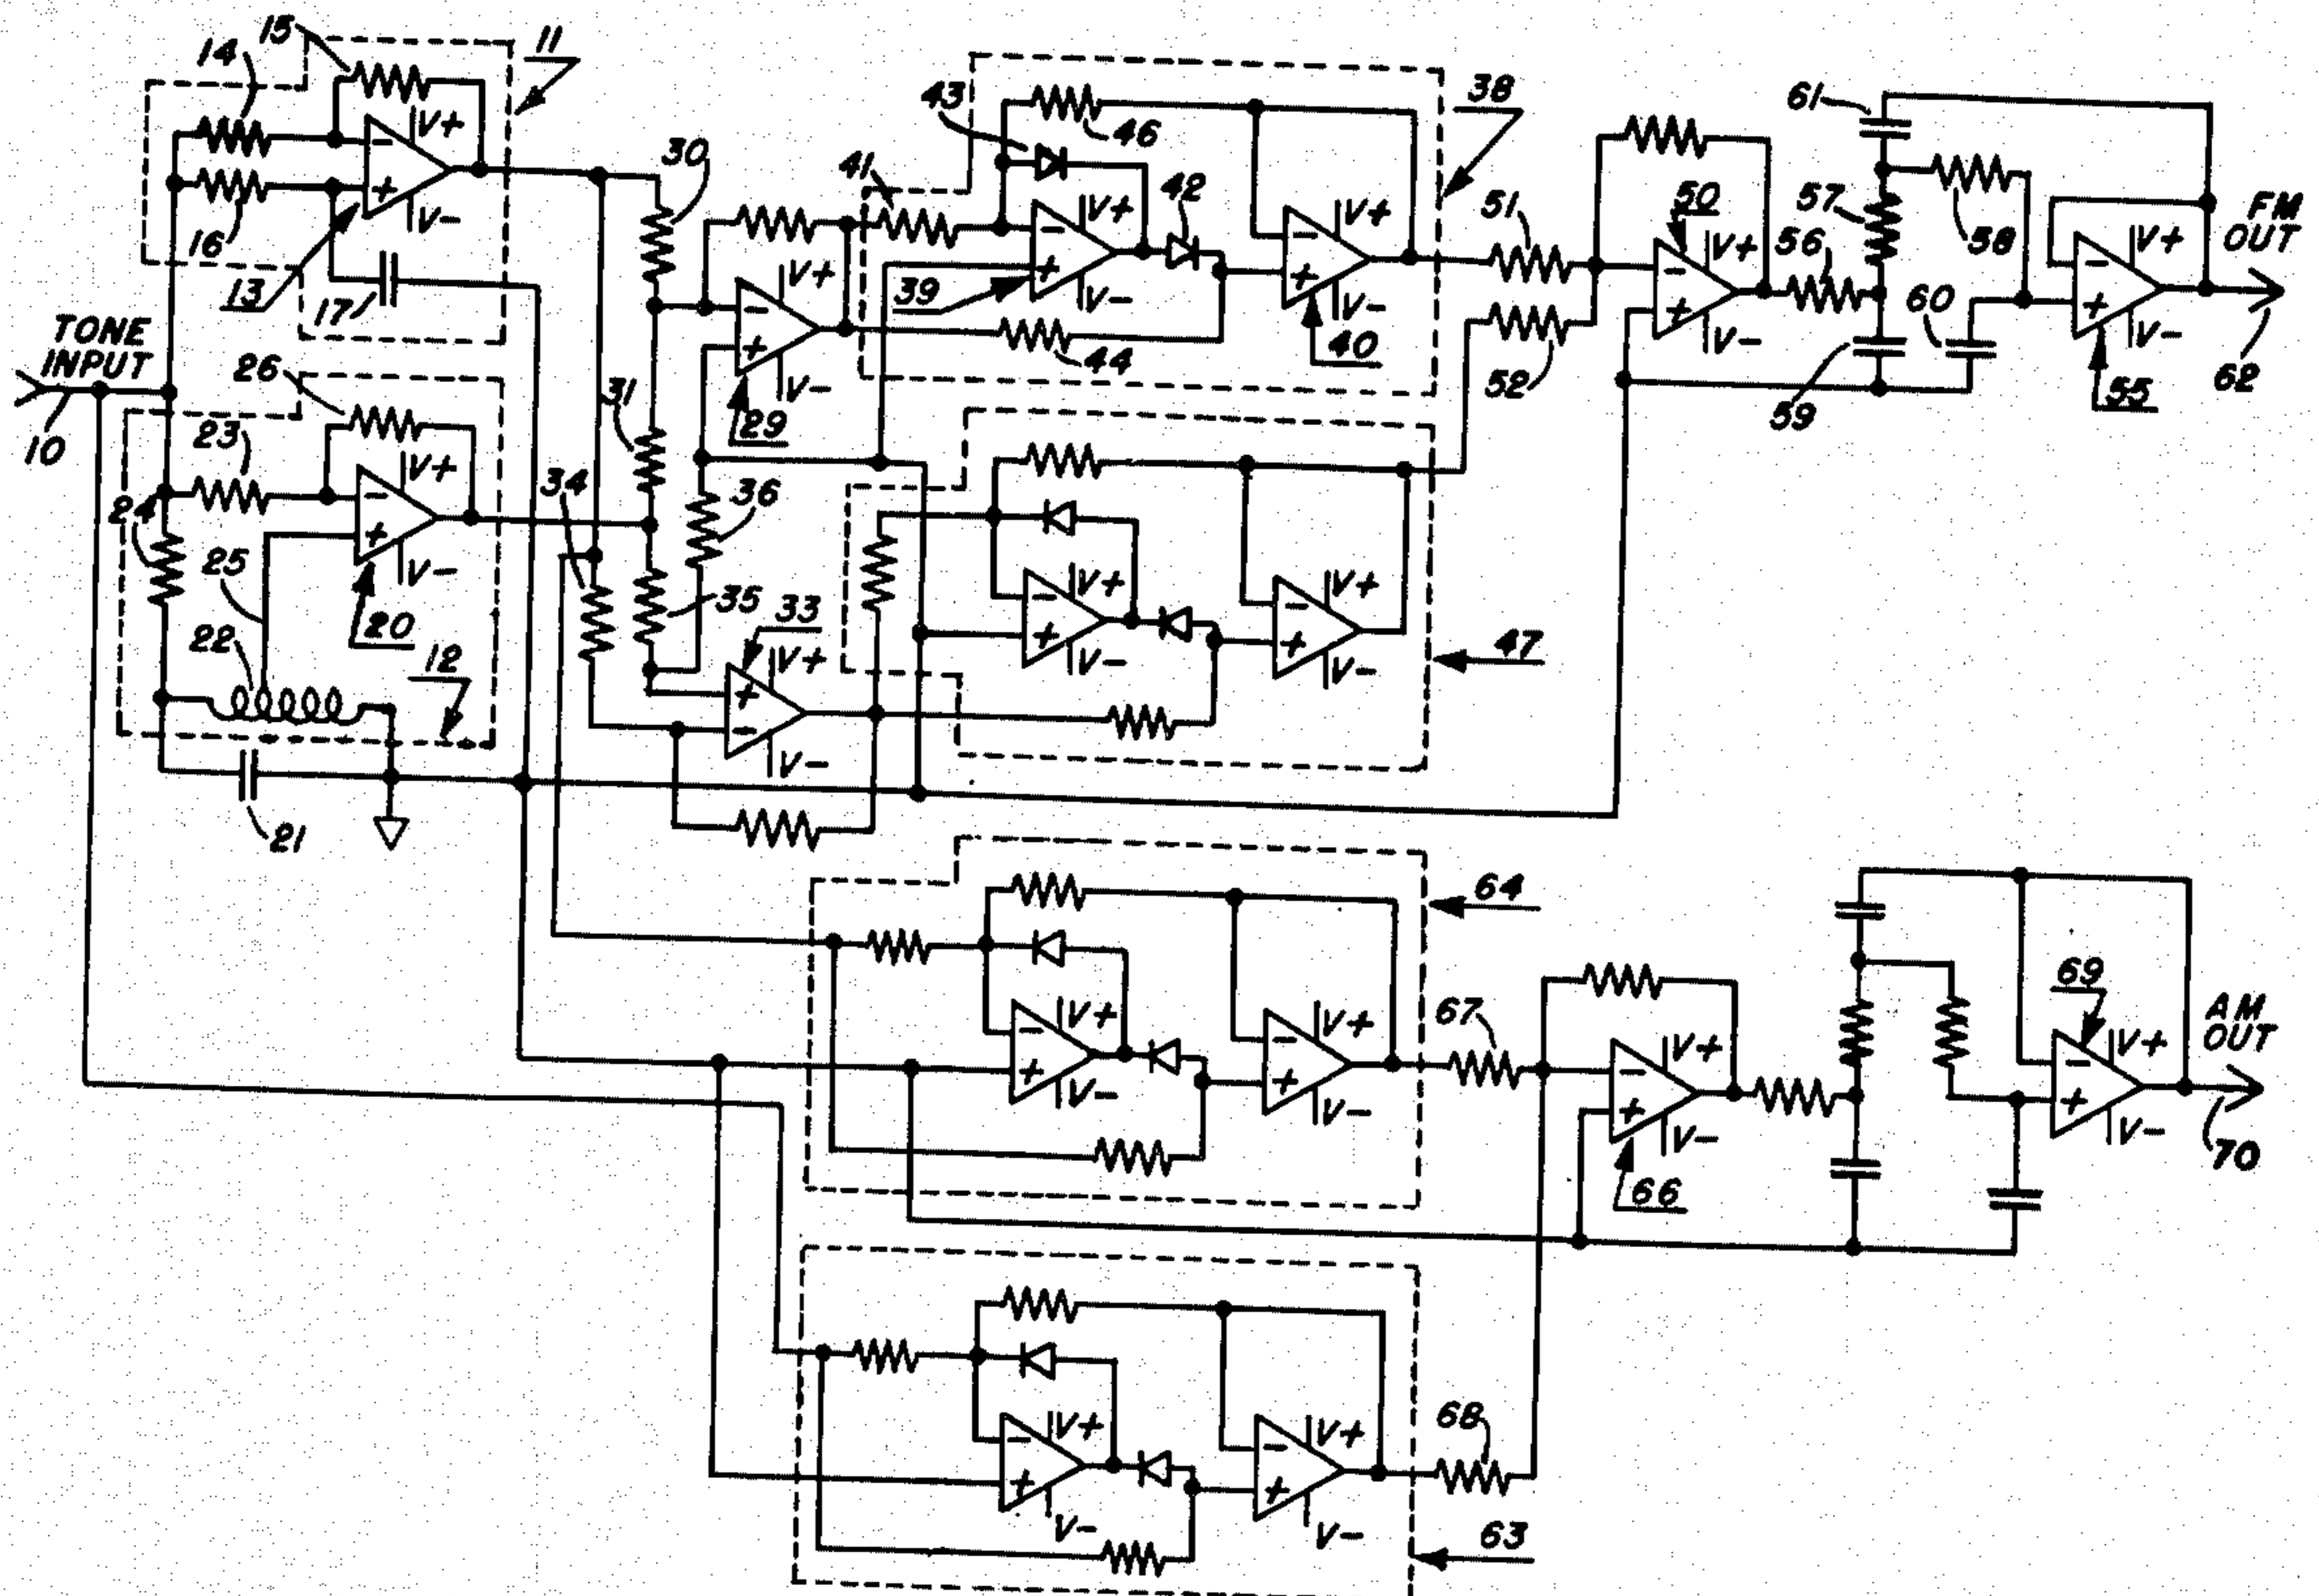 15
14
11
V+
-
+
V-
16
13
17
TONE
INPUT
10
26
23
24
V+
-
+
V-
25
20
22
12
21
30
31
34
36
35
V+
-
+
V-
29
33
V+
+
-
V-
43
46
38
41
42
V+
-
+
V-
39
V+
-
+
V-
40
44
V+
-
+
V-
V+
-
+
V-
47
51
52
50
V+
-
+
V-
61
57
56
58
60
59
V+
-
+
V-
55
FM
OUT
62
64
V+
-
+
V-
V+
-
+
V-
67
V+
-
+
V-
66
69
V+
-
+
V-
AM
OUT
70
V+
-
+
V-
V+
-
+
V-
68
63